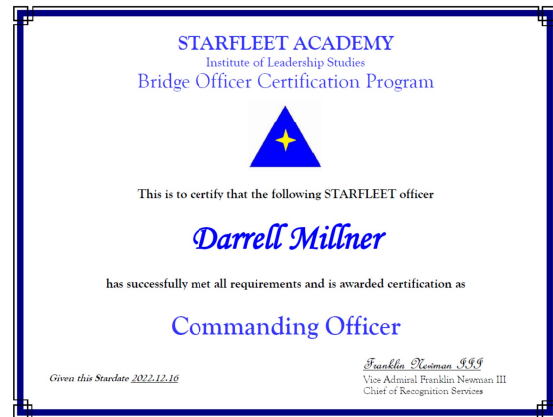 STARFLEET ACADEMY
Institute of Leadership Studies
Bridge Officer Certification Program
This is to certify that the following STARFLEET officer
Darrell Millner
has successfully met all requirements and is awarded certification as
Commanding Officer
Given this Stardate 2022.12.16
Franklin Newman III
Vice Admiral Franklin Newman III
Chief of Recognition Services